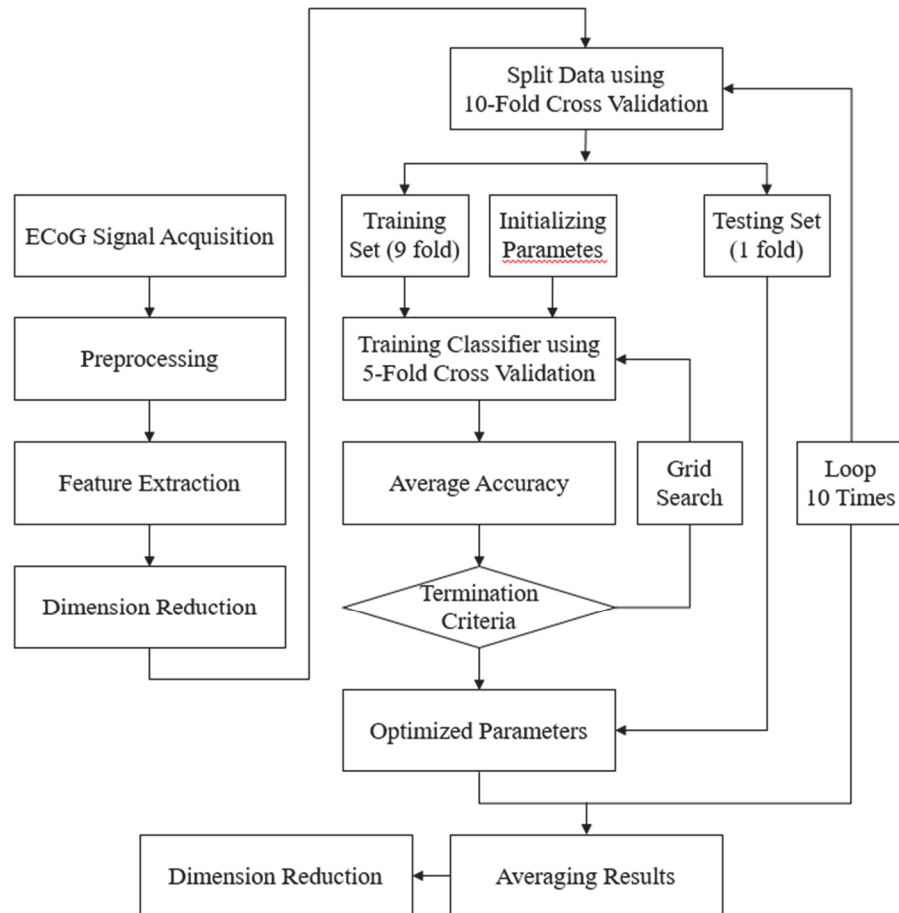 Split Data using
10-Fold Cross Validation
Training
Set (9 fold)
Initializing
Parametes
Testing Set
(1 fold)
ECoG Signal Acquisition
Training Classifier using
5-Fold Cross Validation
Preprocessing
Feature Extraction
Average Accuracy
Grid
Search
Loop
10 Times
Dimension Reduction
Termination
Criteria
Optimized Parameters
Dimension Reduction
Averaging Results